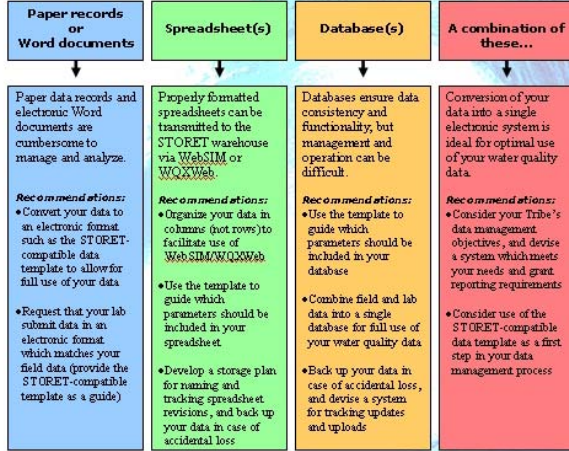 Paper records
or
Word documents
Paper data records and
electronic Word
documents are
cumbersome to
manage and analyze.
Recommendations:
•Convert your data to
an electronic format
such as the STORET-
compatible data
template to allow for
full use of your data
•Request that your lab
submit data in an
electronic format
which matches your
field data (provide the
STORET-compatible
template as a guide)
Spreadsheet(s)
Properly formatted
spreadsheets can be
transmitted to the
STORET warehouse
via WebSIM or
WQXWeb.
Recommendations:
•Organize your data in
columns (not rows) to
facilitate use of
WebSIM/WQXWeb
•Use the template to
guide which
parameters should be
included in your
spreadsheet
•Develop a storage plan
for naming and
tracking spreadsheet
revisions, and back up
your data in case of
accidental loss
Database(s)
Databases ensure data
consistency and
functionality, but
management and
operation can be
difficult.
Recommendations:
•Use the template to
guide which
parameters should be
included in your
database
•Combine field and lab
data into a single
database for full use of
your water quality data
•Back up your data in
case of accidental loss,
and devise a system
for tracking updates
and uploads
A combination of
these...
Conversion of your
data into a single
electronic system is
ideal for optimal use
of your water quality
data.
Recommendations:
•Consider your Tribe's
data management
objectives, and devise
a system which meets
your needs and grant
reporting requirements
•Consider use of the
STORET-compatible
data template as a first
step in your data
management process